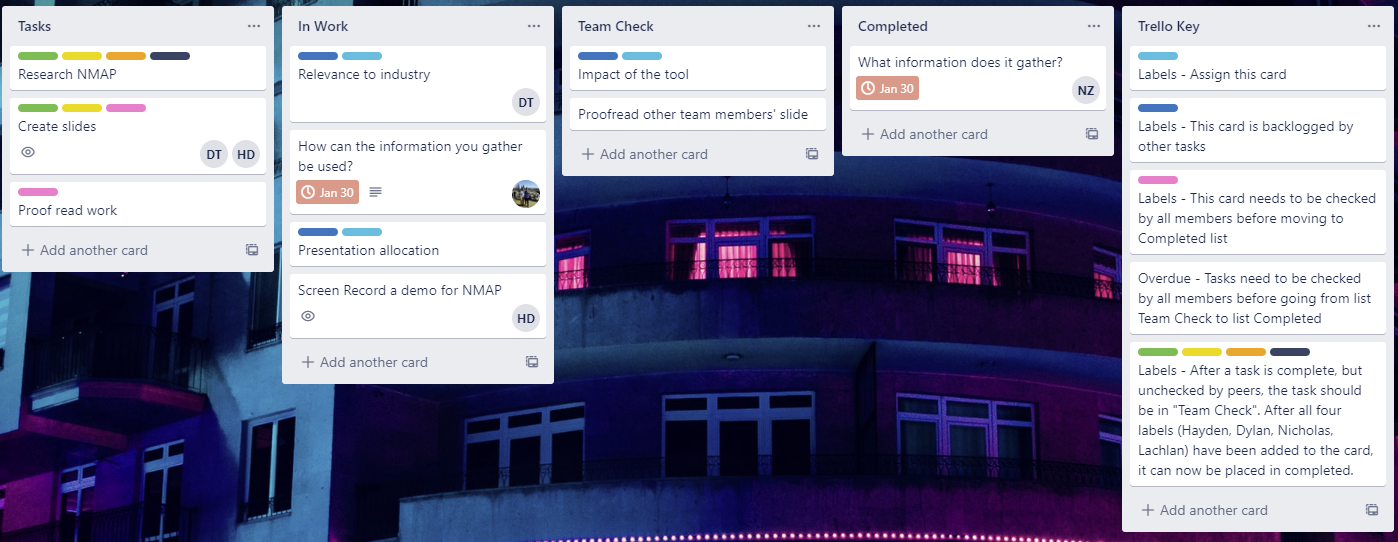 Tasks
Research NMAP
Create slides
DT HD
Proof read work
+ Add another card
In Work
Relevance to industry
DT
How can the information you gather
be used?
Jan 30
Presentation allocation
Screen Record a demo for NMAP
HD
+ Add another card
Team Check
Impact of the tool
Proofread other team members' slide
+ Add another card
Completed
What information does it gather?
Jan 30
NZ
+ Add another card
Trello Key
Labels - Assign this card
Labels - This card is backlogged by
other tasks
Labels - This card needs to be checked
by all members before moving to
Completed list
Overdue - Tasks need to be checked
by all members before going from list
Team Check to list Completed
Labels - After a task is complete, but
unchecked by peers, the task should
be in "Team Check". After all four
labels (Hayden, Dylan, Nicholas,
Lachlan) have been added to the card,
it can now be placed in completed.
+ Add another card